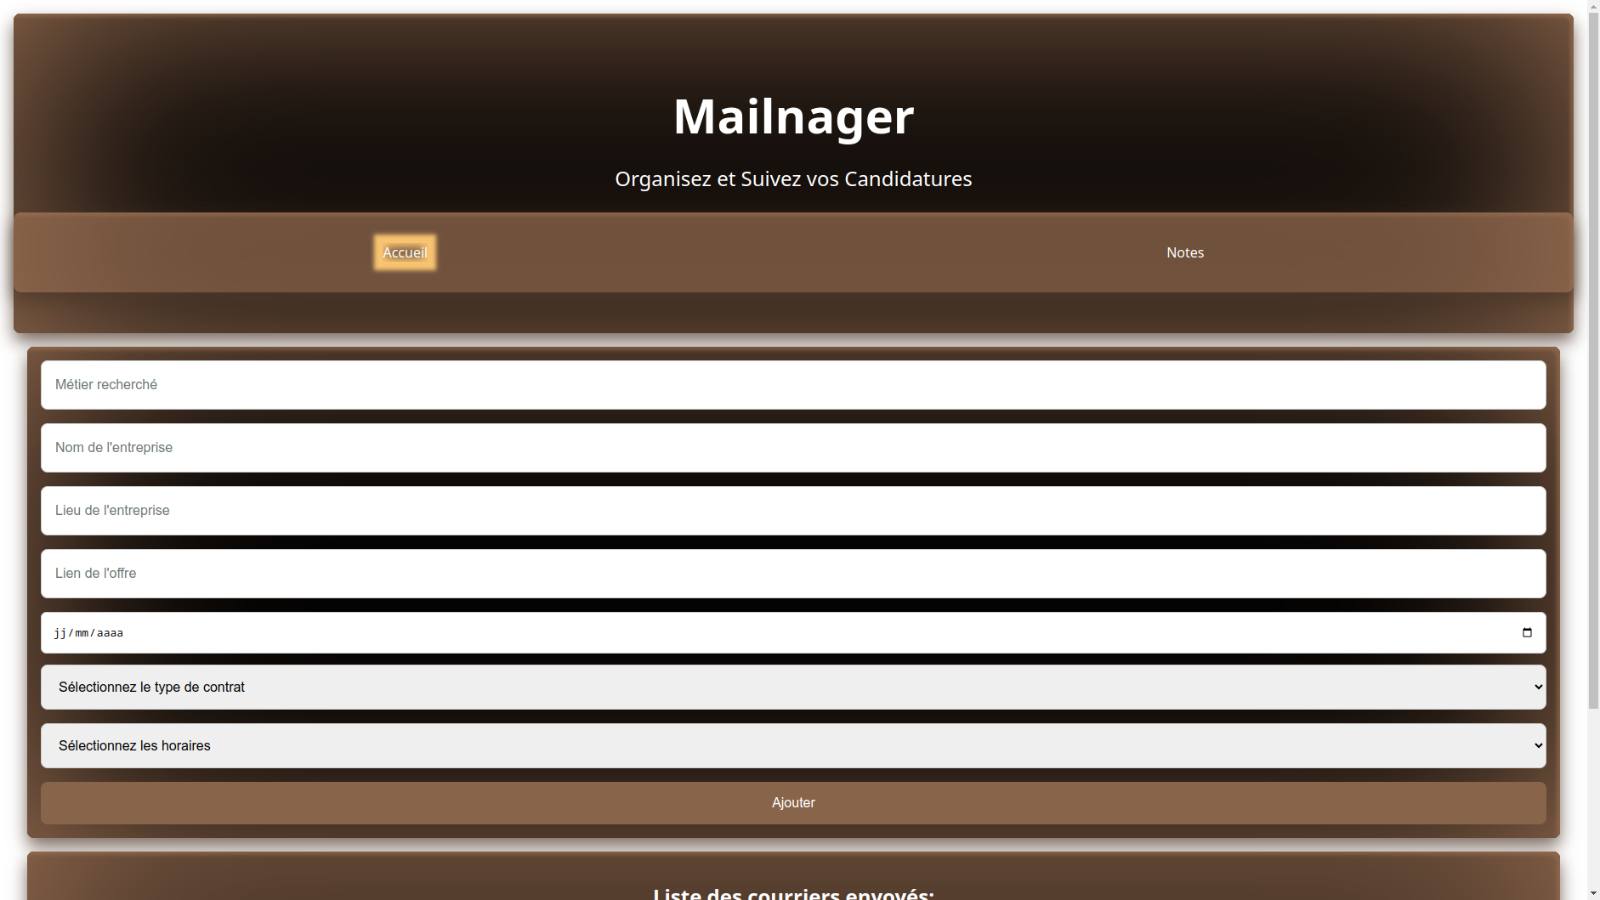 Mailnager
Organisez et Suivez vos Candidatures
Accueil
Notes
Métier recherché
Nom de l'entreprise
Lieu de l'entreprise
Lien de l'offre
jj/mm/aaaa
Sélectionnez le type de contrat
Sélectionnez les horaires
Ajouter
Liste des courriers envoyés: